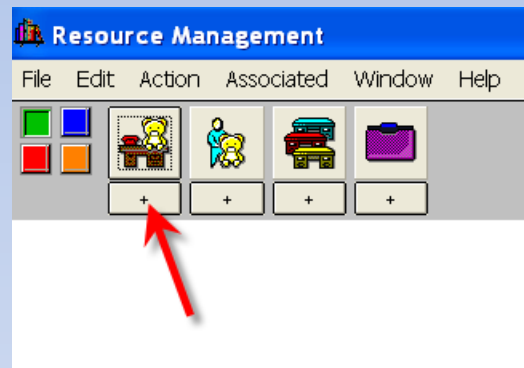 Resource Management
File Edit Action Associated Window Help
+ + + +